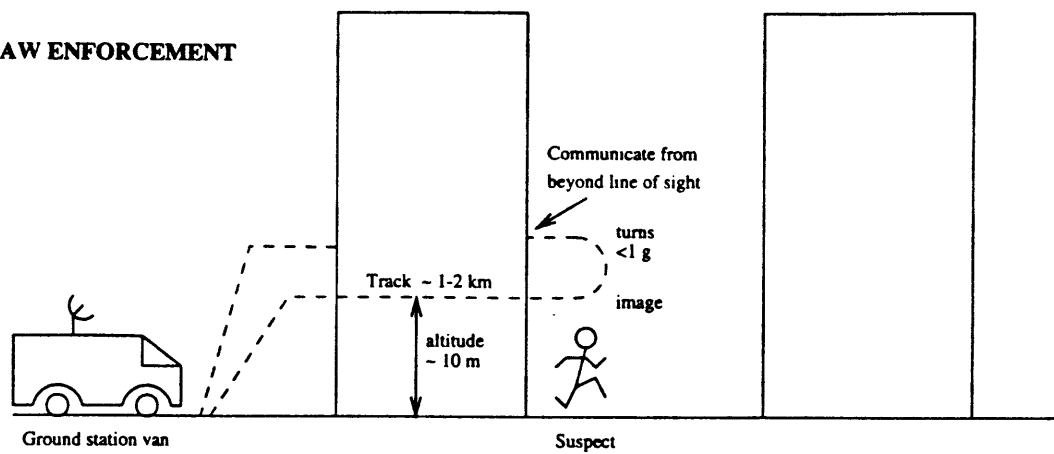 AW ENFORCEMENT
Communicate from
beyond line of sight
turns
<1 g
Track ~ 1-2 km
image
altitude
~ 10 m
Ground station van
Suspect